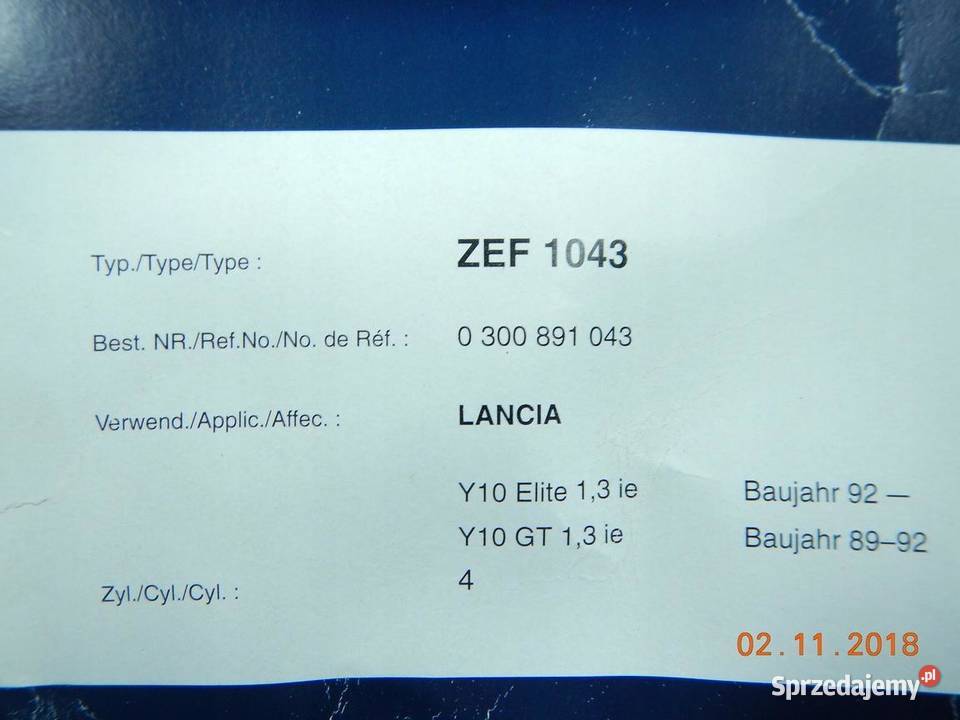 Typ./Type/Type : ZEF 1043
Best. NR./Ref.No./No. de Réf. : 0 300 891 043
Verwend./Applic./Affec. : LANCIA
Y10 Elite 1,3 ie Baujahr 92 —
Y10 GT 1,3 ie Baujahr 89–92
Zyl./Cyl./Cyl. : 4
02.11.2018
Sprzedajemy.pl